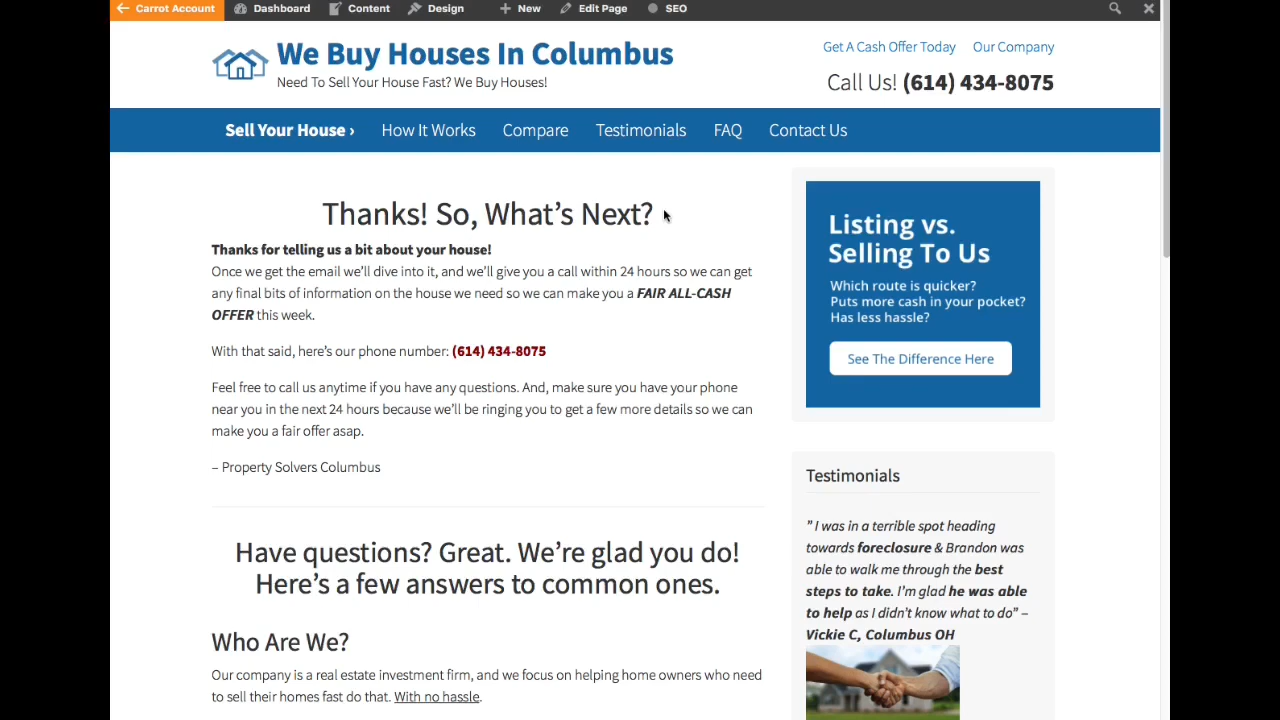 Carrot Account Dashboard Content Design New Edit Page SEO
We Buy Houses In Columbus
Need To Sell Your House Fast? We Buy Houses!
Get A Cash Offer Today Our Company
Call Us! (614) 434-8075
Sell Your House › How It Works Compare Testimonials FAQ Contact Us
Thanks! So, What's Next?
Thanks for telling us a bit about your house!
Once we get the email we'll dive into it, and we'll give you a call within 24 hours so we can get
any final bits of information on the house we need so we can make you a FAIR ALL-CASH
OFFER this week.
With that said, here's our phone number: (614) 434-8075
Feel free to call us anytime if you have any questions. And, make sure you have your phone
near you in the next 24 hours because we'll be ringing you to get a few more details so we can
make you a fair offer asap.
– Property Solvers Columbus
Have questions? Great. We're glad you do!
Here's a few answers to common ones.
Who Are We?
Our company is a real estate investment firm, and we focus on helping home owners who need
to sell their homes fast do that. With no hassle.
Listing vs.
Selling To Us
Which route is quicker?
Puts more cash in your pocket?
Has less hassle?
See The Difference Here
Testimonials
" I was in a terrible spot heading
towards foreclosure & Brandon was
able to walk me through the best
steps to take. I'm glad he was able
to help as I didn't know what to do" –
Vickie C, Columbus OH